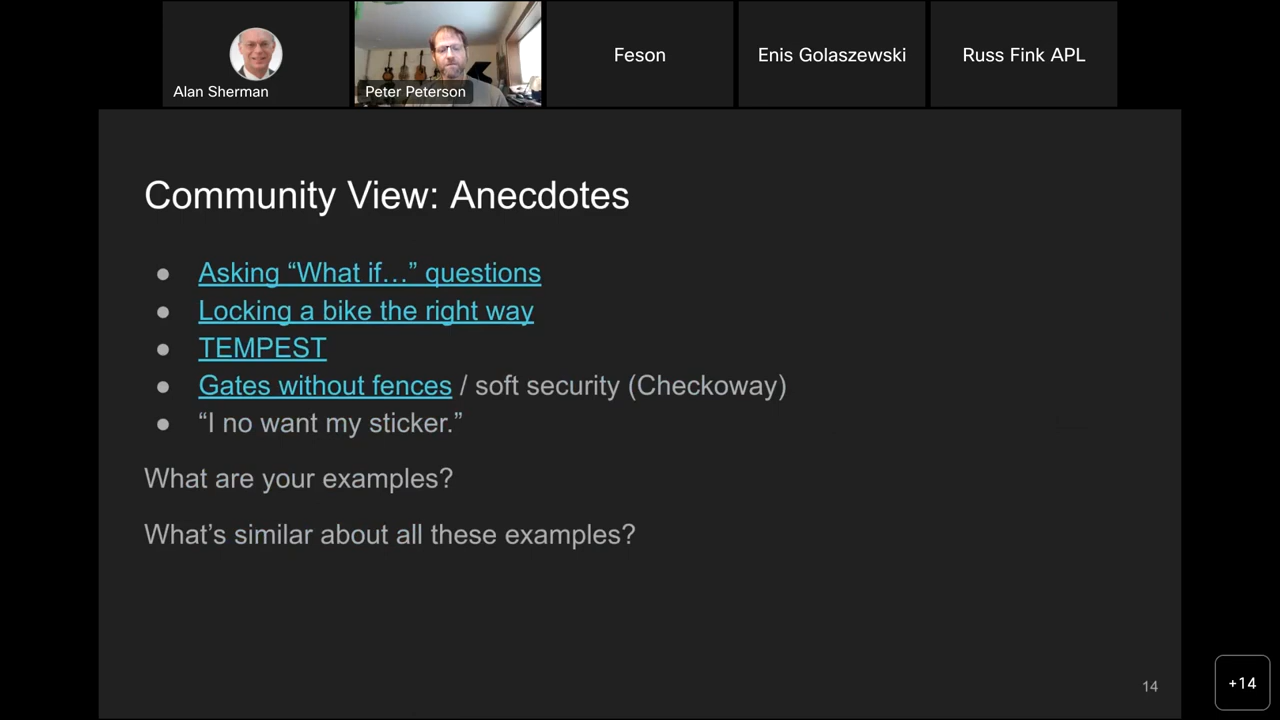 Alan Sherman
Peter Peterson
Feson
Enis Golaszewski
Russ Fink APL
Community View: Anecdotes
● Asking “What if…” questions
● Locking a bike the right way
● TEMPEST
● Gates without fences / soft security (Checkoway)
● “I no want my sticker.”
What are your examples?
What’s similar about all these examples?
14
+14